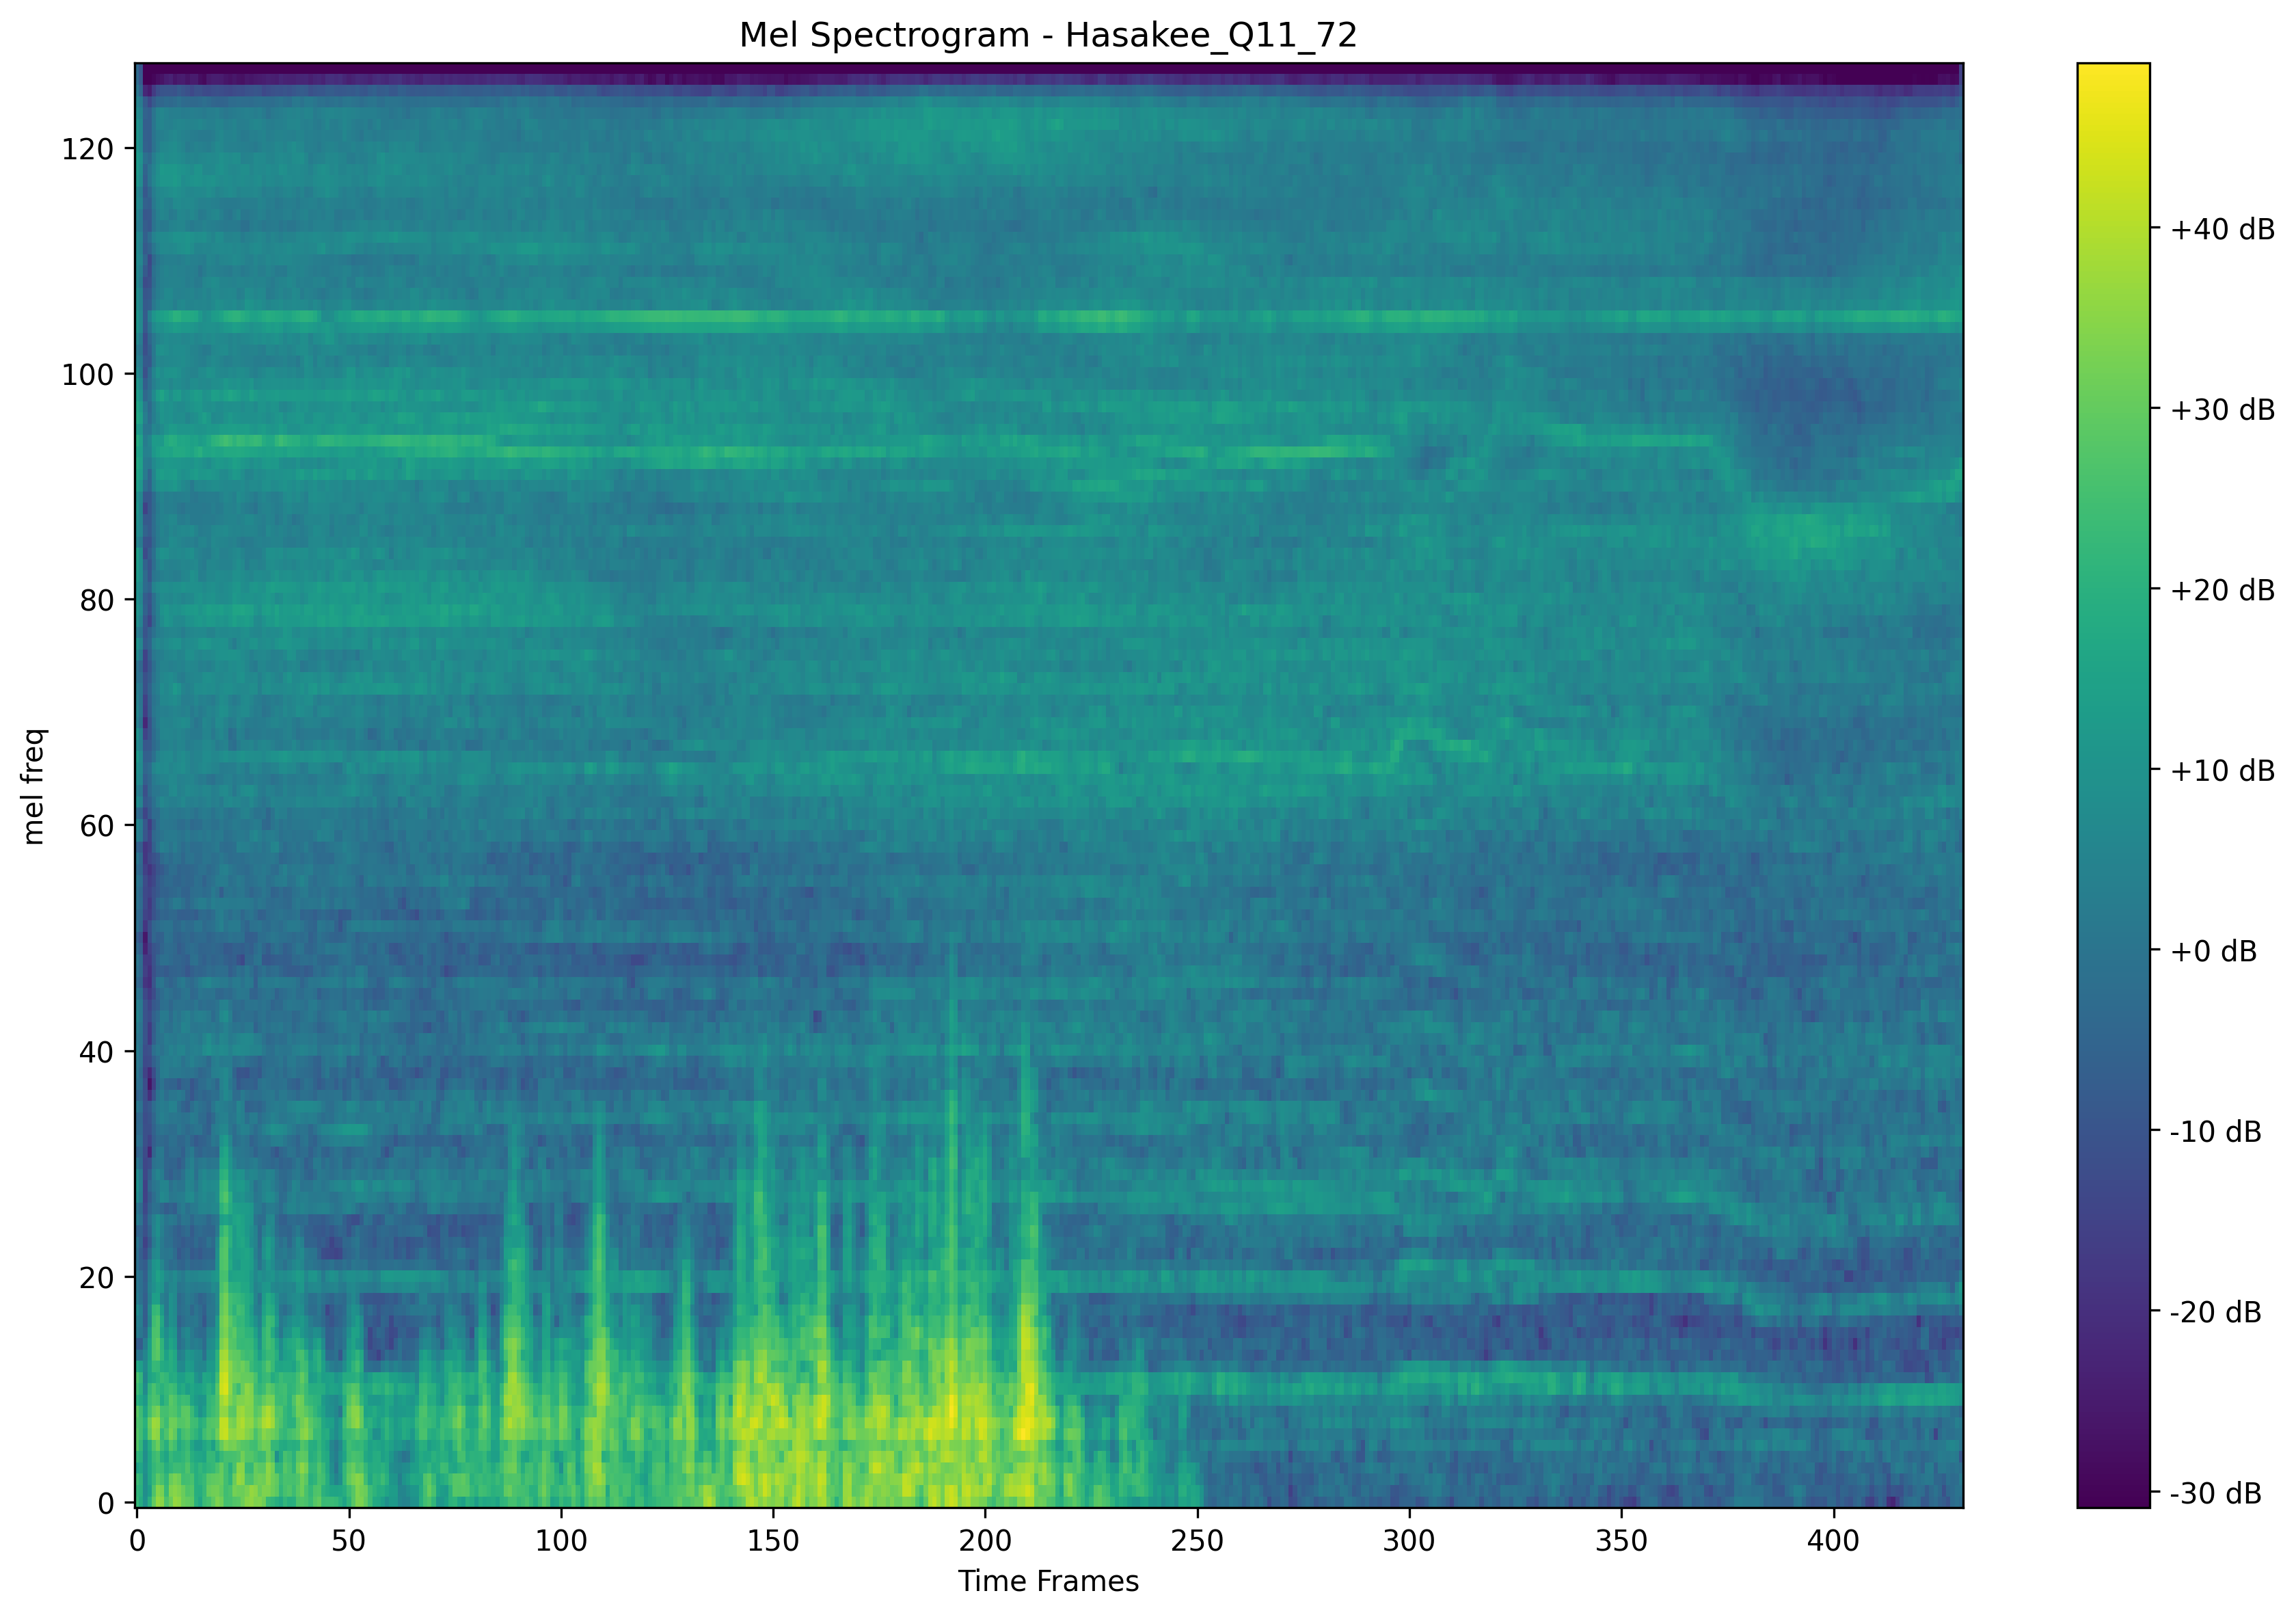 Mel Spectrogram - Hasakee_Q11_72
mel freq
120
100
80
60
40
20
0
0 50 100 150 200 250 300 350 400
Time Frames
+40 dB
+30 dB
+20 dB
+10 dB
+0 dB
-10 dB
-20 dB
-30 dB